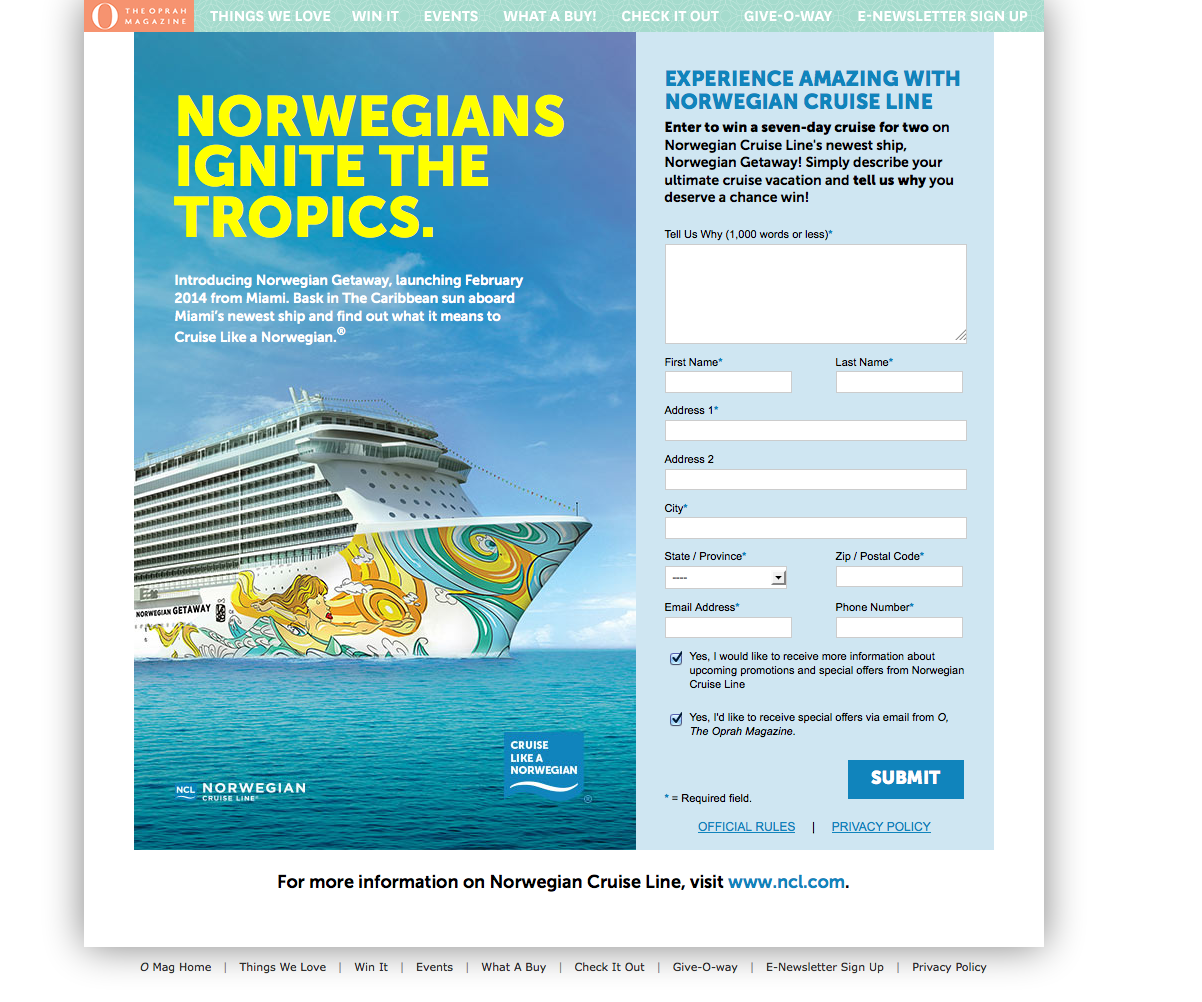 O THE OPRAH MAGAZINE
THINGS WE LOVE WIN IT EVENTS WHAT A BUY! CHECK IT OUT GIVE-O-WAY E-NEWSLETTER SIGN UP
NORWEGIANS
IGNITE THE
TROPICS.
Introducing Norwegian Getaway, launching February
2014 from Miami. Bask in The Caribbean sun aboard
Miami's newest ship and find out what it means to
Cruise Like a Norwegian.®
NORWEGIAN GETAWAY
NCL NORWEGIAN
CRUISE LINE®
CRUISE
LIKE A
NORWEGIAN
®
EXPERIENCE AMAZING WITH
NORWEGIAN CRUISE LINE
Enter to win a seven-day cruise for two on
Norwegian Cruise Line's newest ship,
Norwegian Getaway! Simply describe your
ultimate cruise vacation and tell us why you
deserve a chance win!
Tell Us Why (1,000 words or less)*
First Name* Last Name*
Address 1*
Address 2
City*
State / Province* Zip / Postal Code*
----
Email Address* Phone Number*
Yes, I would like to receive more information about
upcoming promotions and special offers from Norwegian
Cruise Line
Yes, I'd like to receive special offers via email from O,
The Oprah Magazine.
SUBMIT
* = Required field.
OFFICIAL RULES | PRIVACY POLICY
For more information on Norwegian Cruise Line, visit www.ncl.com.
O Mag Home | Things We Love | Win It | Events | What A Buy | Check It Out | Give-O-way | E-Newsletter Sign Up | Privacy Policy